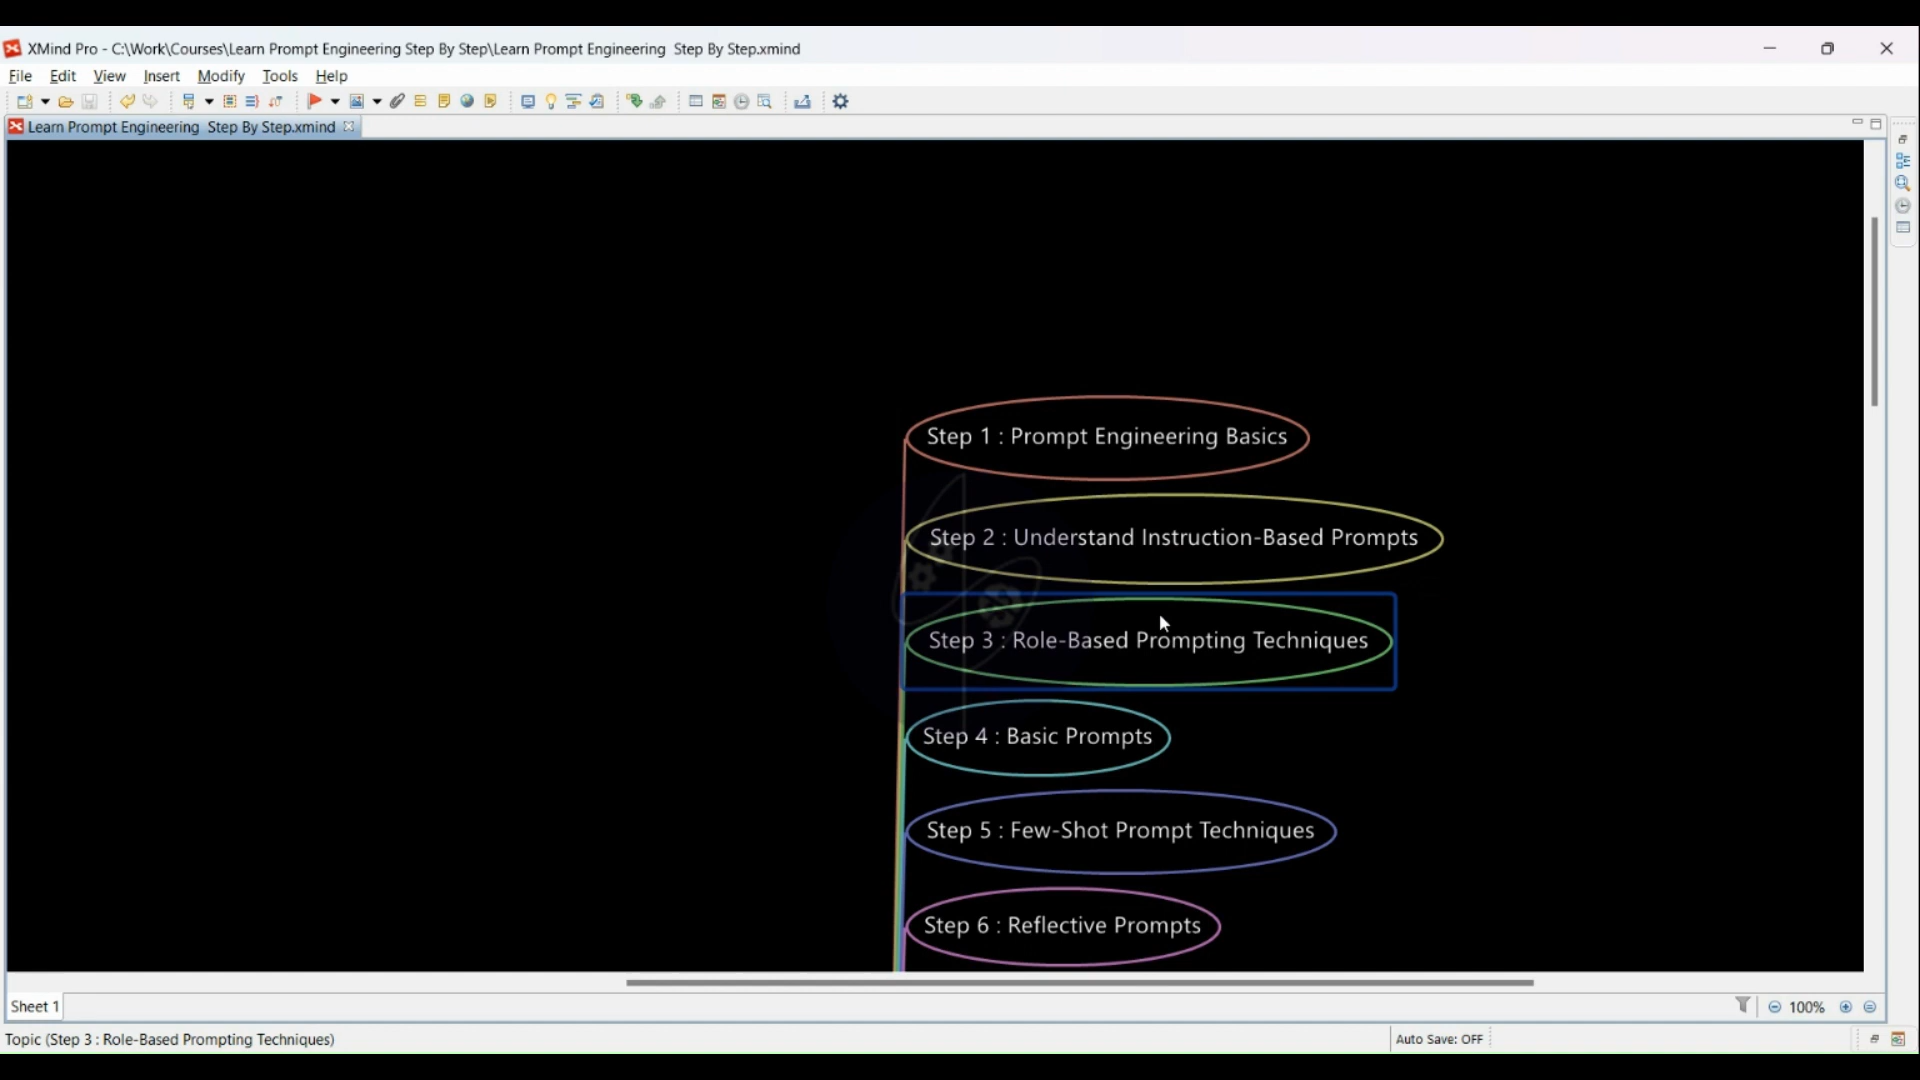 XMind Pro - C:\Work\Courses\Learn Prompt Engineering Step By Step\Learn Prompt Engineering  Step By Step.xmind
File Edit View Insert Modify Tools Help
Learn Prompt Engineering  Step By Step.xmind
Step 1 : Prompt Engineering Basics
Step 2 : Understand Instruction-Based Prompts
Step 3 : Role-Based Prompting Techniques
Step 4 : Basic Prompts
Step 5 : Few-Shot Prompt Techniques
Step 6 : Reflective Prompts
Sheet 1
100%
Topic (Step 3 : Role-Based Prompting Techniques)
Auto Save: OFF